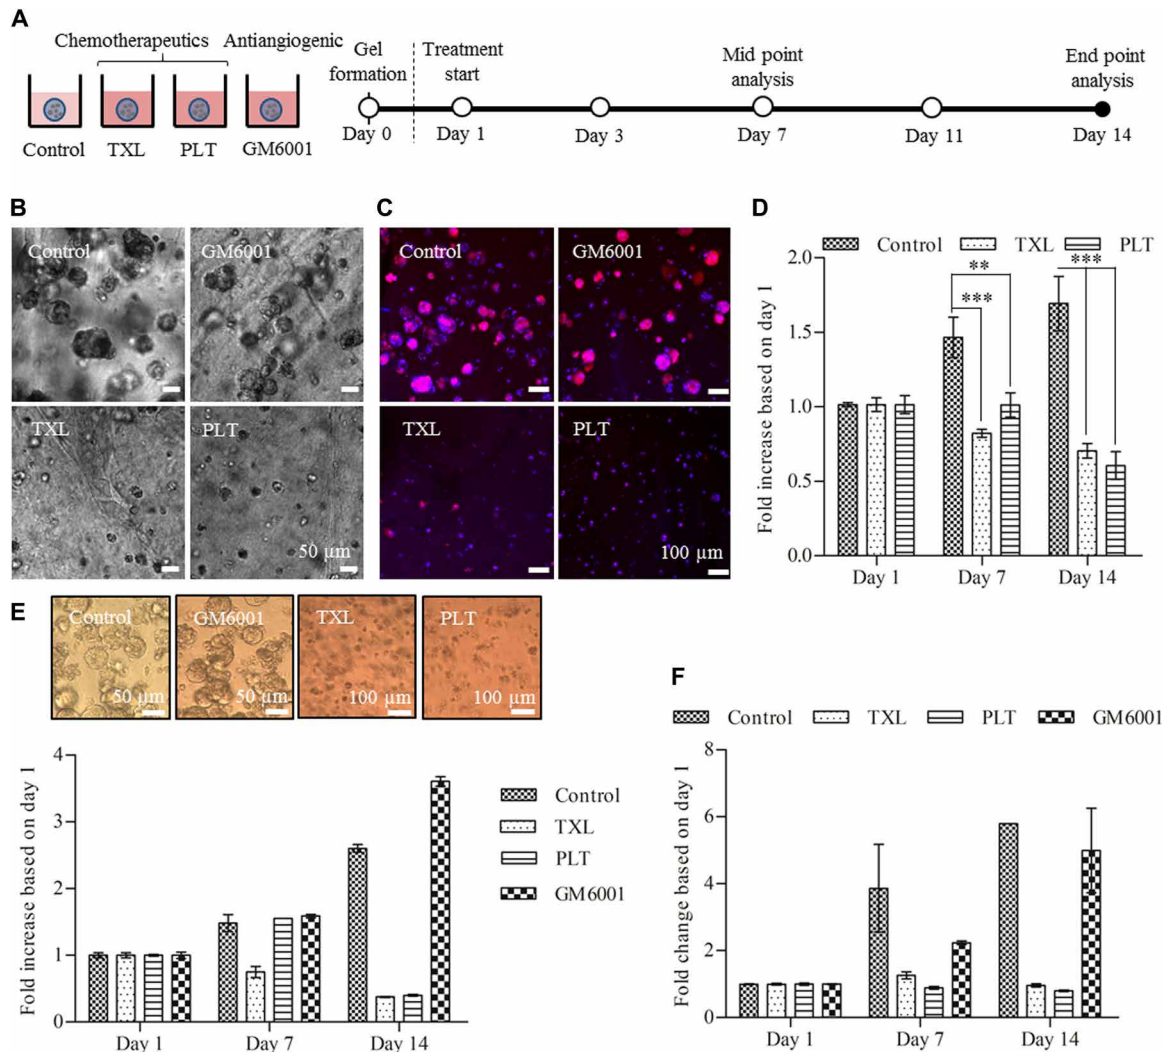 A
Chemotherapeutics
Antiangiogenic
Control
TXL
PLT
GM6001
Gel
formation
Treatment
start
Mid point
analysis
End point
analysis
Day 0
Day 1
Day 3
Day 7
Day 11
Day 14
B
Control
GM6001
TXL
PLT
50 µm
C
Control
GM6001
TXL
PLT
100 µm
D
Control
TXL
PLT
Fold increase based on day 1
2.0
1.5
1.0
0.5
0.0
**
***
***
Day 1
Day 7
Day 14
E
Control
50 µm
GM6001
50 µm
TXL
100 µm
PLT
100 µm
Fold increase based on day 1
4
3
2
1
0
Day 1
Day 7
Day 14
Control
TXL
PLT
GM6001
F
Control
TXL
PLT
GM6001
Fold change based on day 1
8
6
4
2
0
Day 1
Day 7
Day 14